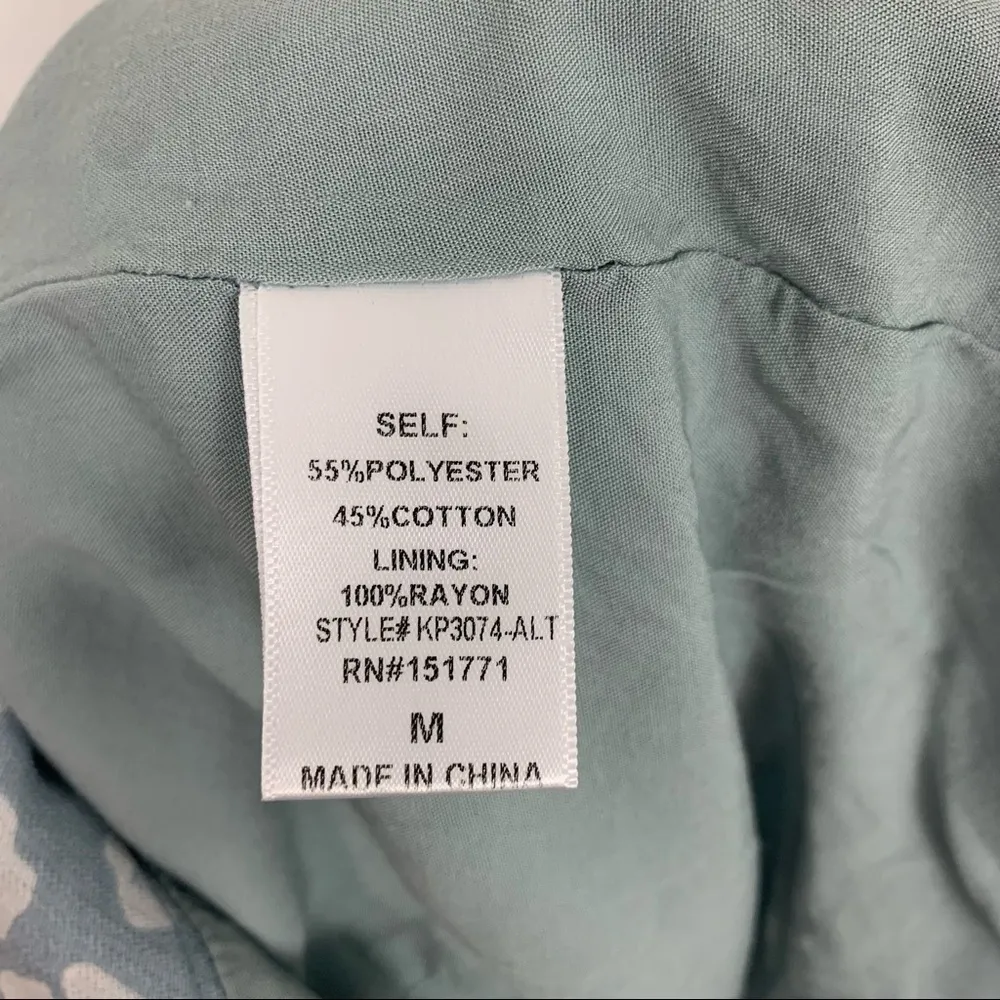 SELF:
55%POLYESTER
45%COTTON
LINING:
100%RAYON
STYLE# KP3074-ALT
RN#151771
M
MADE IN CHINA